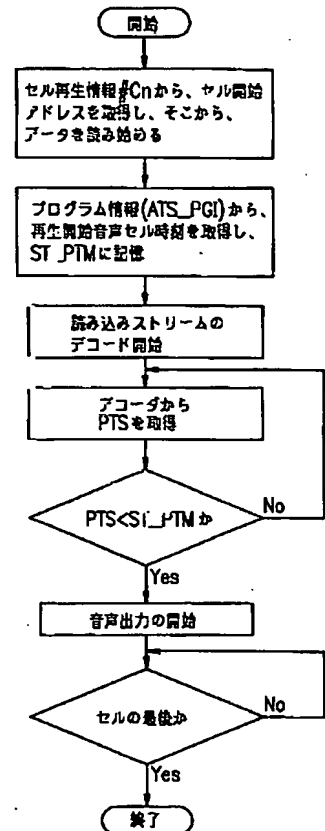 開始
セル再生情報#Cnから、セル開始
アドレスを取得し、そこから、
データを読み始める
プログラム情報(ATS_PGI)から、
再生開始音声セル時刻を取得し、
ST_PTMに記憶
読み込みストリームの
デコード開始
デコーダから
PTSを取得
PTS<ST_PTMか
No
Yes
音声出力の開始
セルの最後か
No
Yes
終了